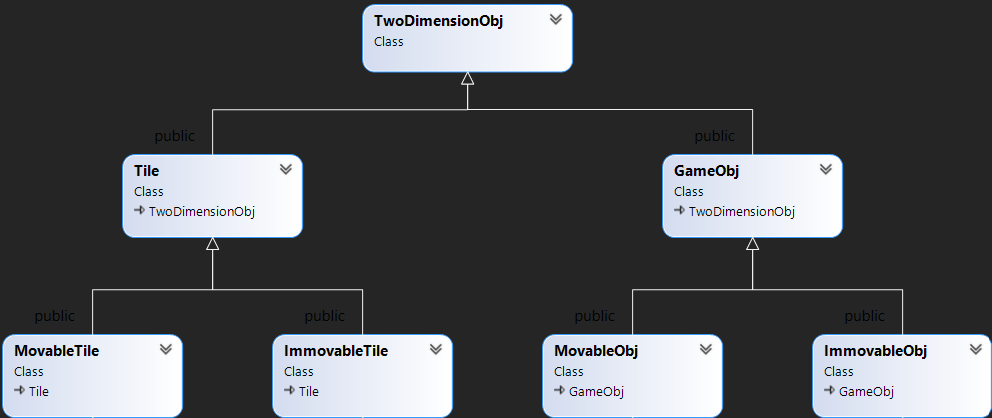 TwoDimensionObj
Class
public
public
Tile
Class
TwoDimensionObj
GameObj
Class
TwoDimensionObj
public
public
public
public
MovableTile
Class
Tile
ImmovableTile
Class
Tile
MovableObj
Class
GameObj
ImmovableObj
Class
GameObj